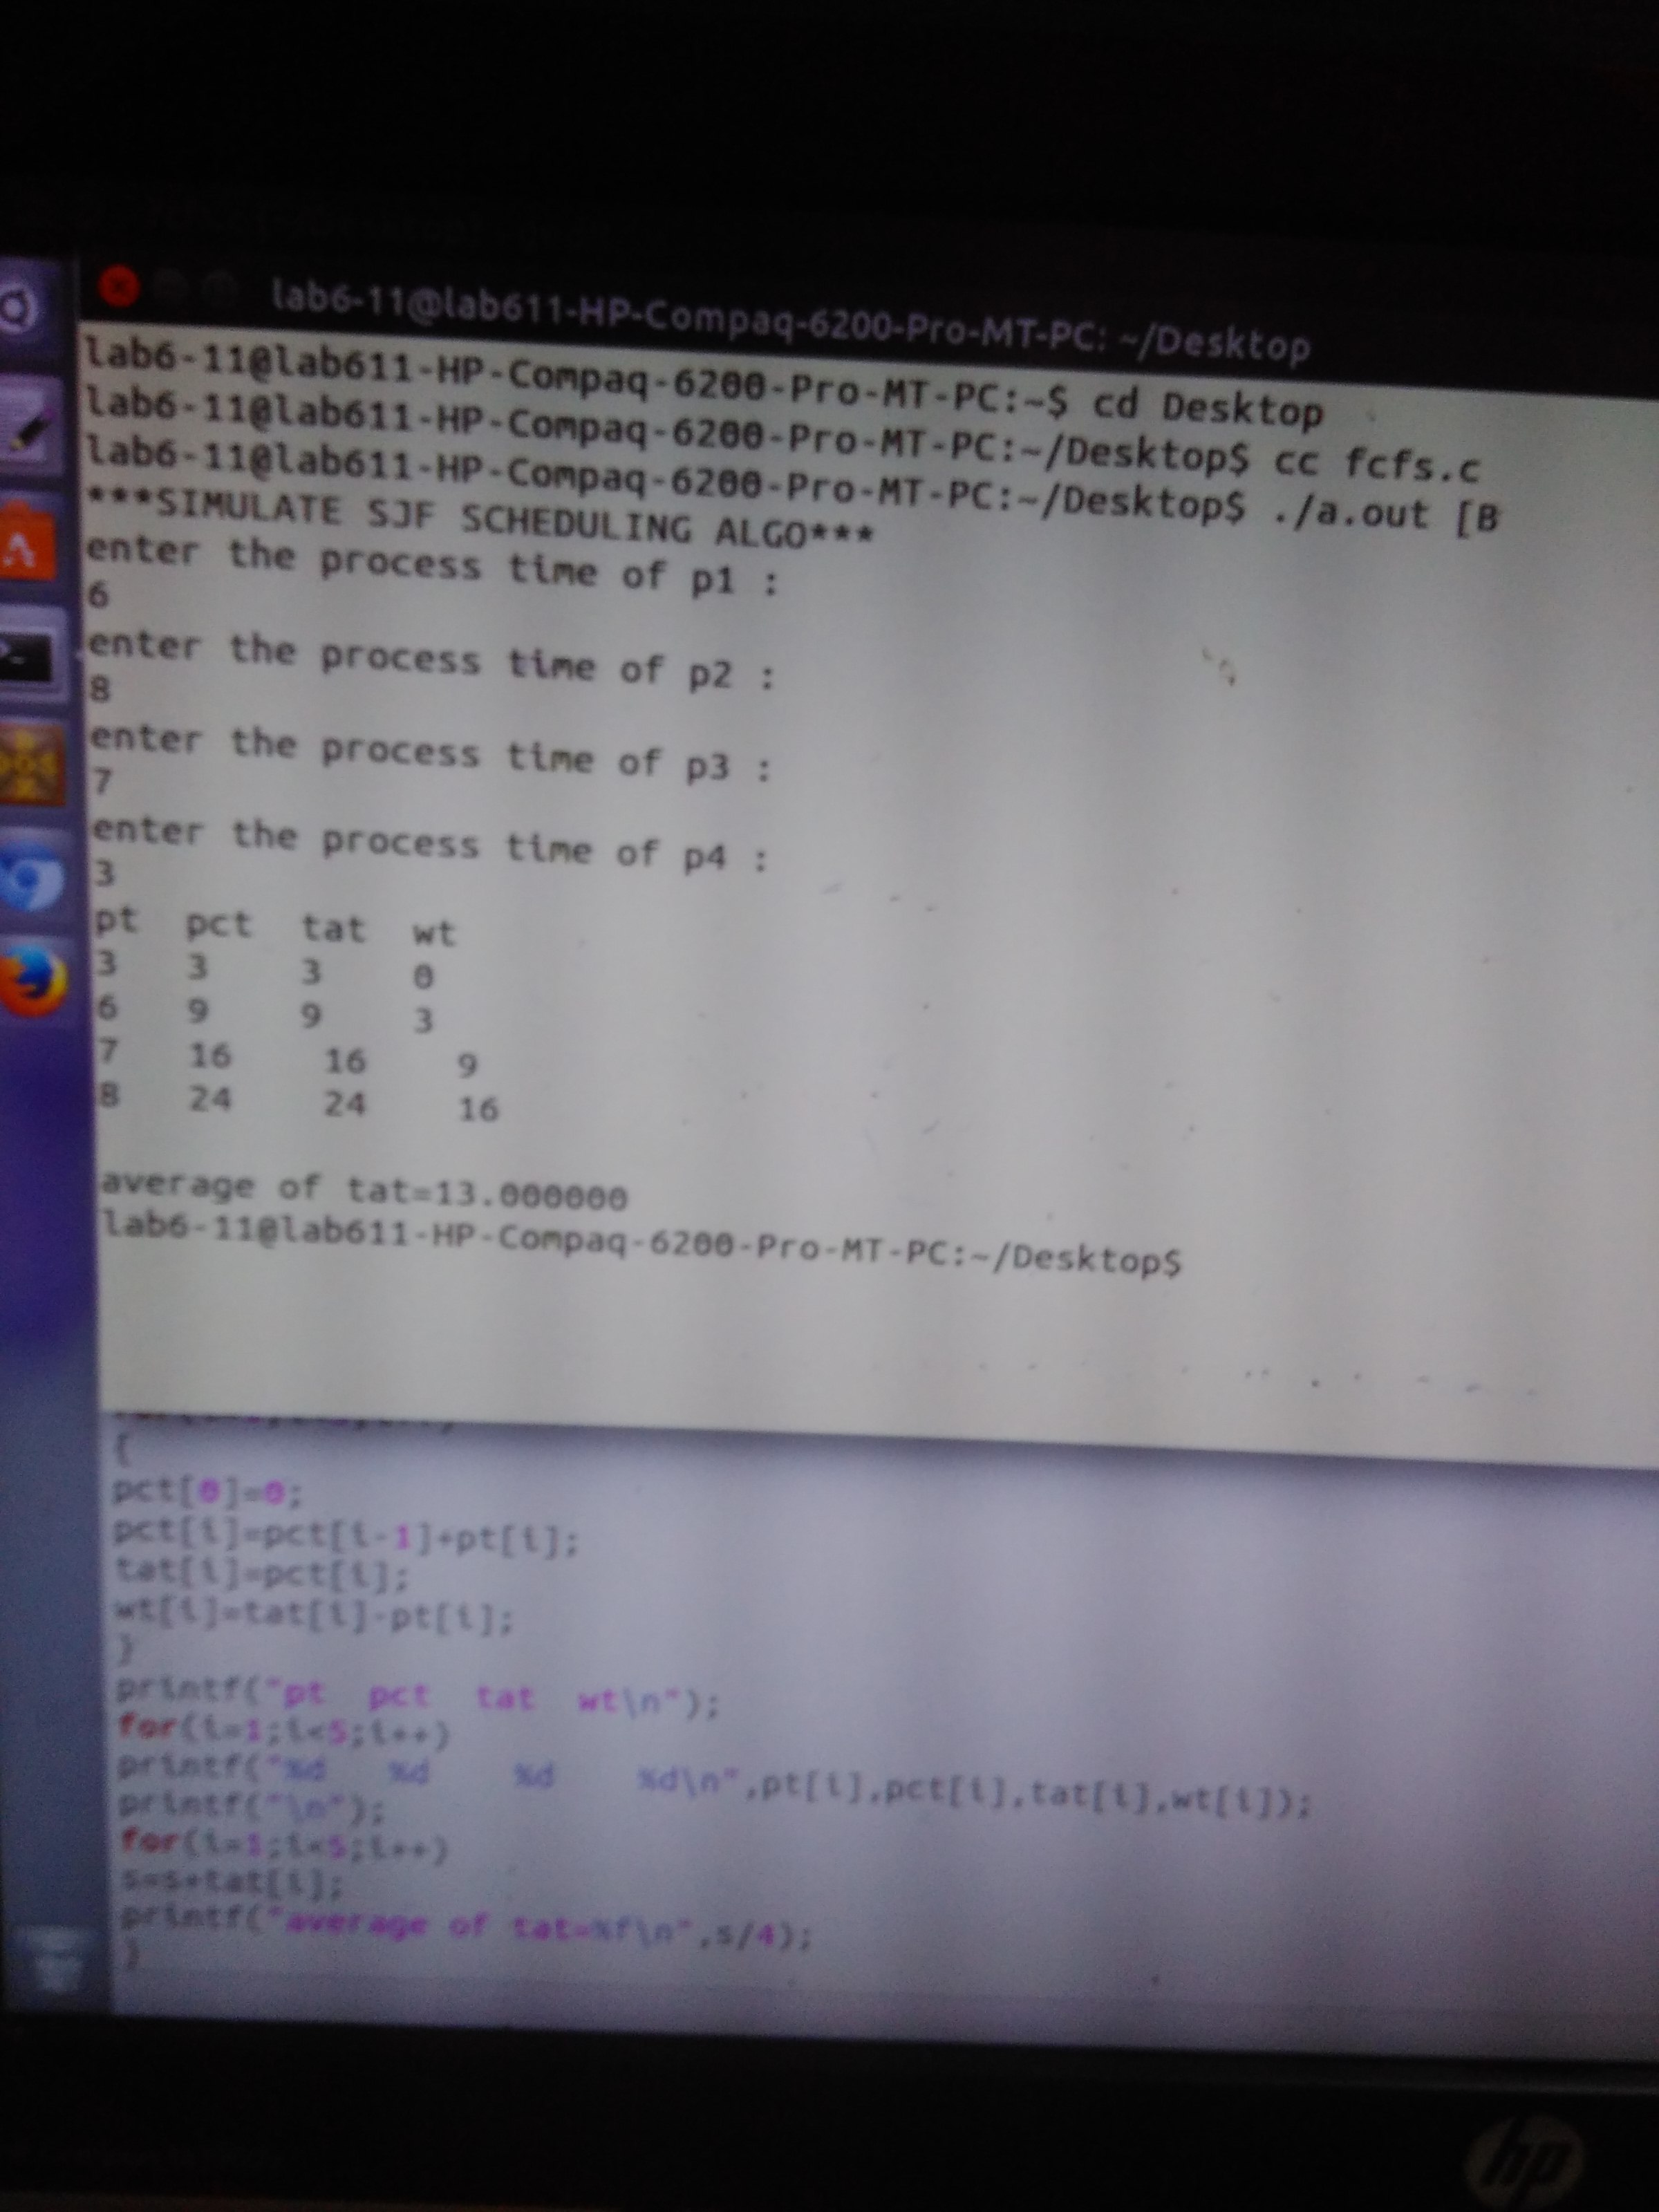 lab6-11@lab611-HP-Compaq-6200-Pro-MT-PC: ~/Desktop
lab6-11@lab611-HP-Compaq-6200-Pro-MT-PC:~$ cd Desktop
lab6-11@lab611-HP-Compaq-6200-Pro-MT-PC:~/Desktop$ cc fcfs.c
lab6-11@lab611-HP-Compaq-6200-Pro-MT-PC:~/Desktop$ ./a.out [B
***SIMULATE SJF SCHEDULING ALGO***
enter the process time of p1 :
6
enter the process time of p2 :
8
enter the process time of p3 :
7
enter the process time of p4 :
3
pt pct tat wt
3 3 3 0
6 9 9 3
7 16 16 9
8 24 24 16
average of tat=13.000000
lab6-11@lab611-HP-Compaq-6200-Pro-MT-PC:~/Desktop$
{
pct[0]=0;
pct[i]=pct[i-1]+pt[i];
tat[i]=pct[i];
wt[i]=tat[i]-pt[i];
}
printf("pt pct tat wt\n");
for(i=1;i<5;i++)
printf("%d %d %d %d\n",pt[i],pct[i],tat[i],wt[i]);
printf("\n");
for(i=1;i<5;i++)
s=s+tat[i];
printf("average of tat=%f\n",s/4);
}
hp